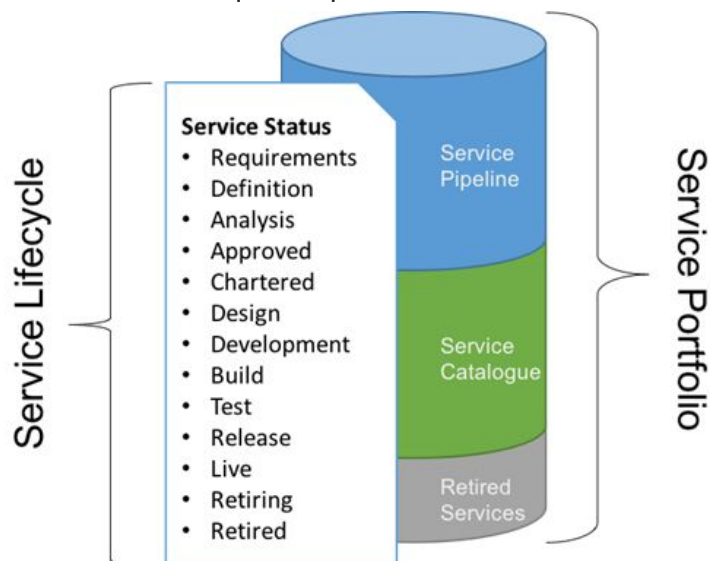 Service Lifecycle
Service Status
• Requirements
• Definition
• Analysis
• Approved
• Chartered
• Design
• Development
• Build
• Test
• Release
• Live
• Retiring
• Retired
Service
Pipeline
Service
Catalogue
Retired
Services
Service Portfolio